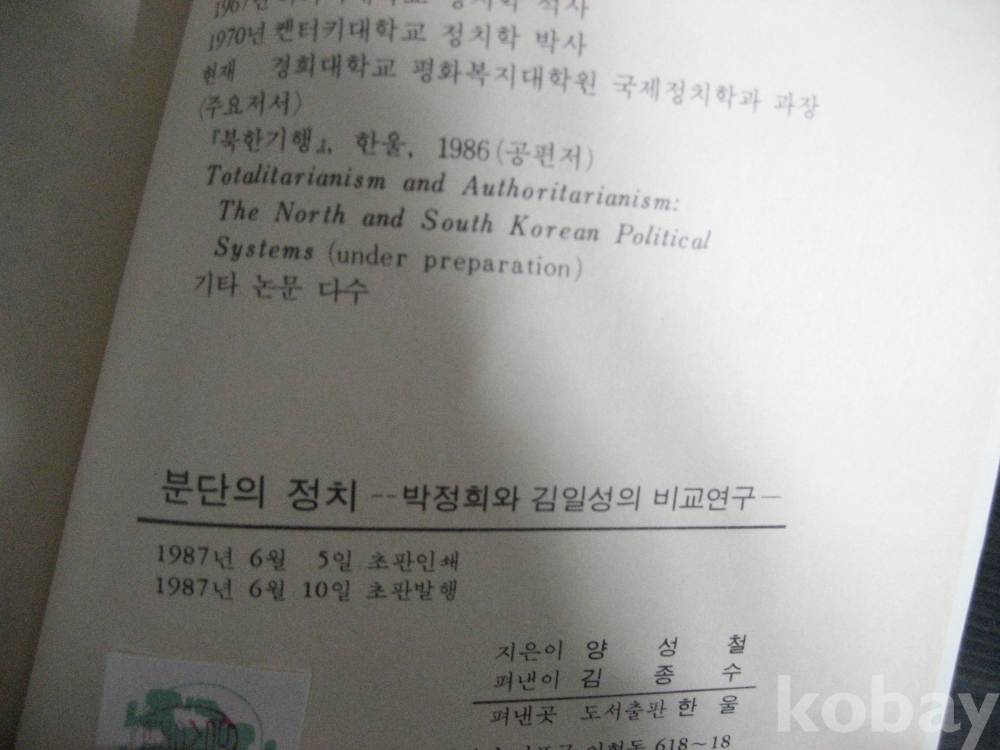 1970년 켄터키대학교 정치학 박사
현재 경희대학교 평화복지대학원 국제정치학과 과장
〈주요저서〉
『북한기행』, 한울, 1986 (공편저)
Totalitarianism and Authoritarianism:
The North and South Korean Political
Systems (under preparation)
기타 논문 다수
분단의 정치 --박정희와 김일성의 비교연구—
1987년 6월 5일 초판인쇄
1987년 6월 10일 초판발행
지은이 양 성 철
펴낸이 김 종 수
펴낸곳 도서출판 한 울
618~18
kobay